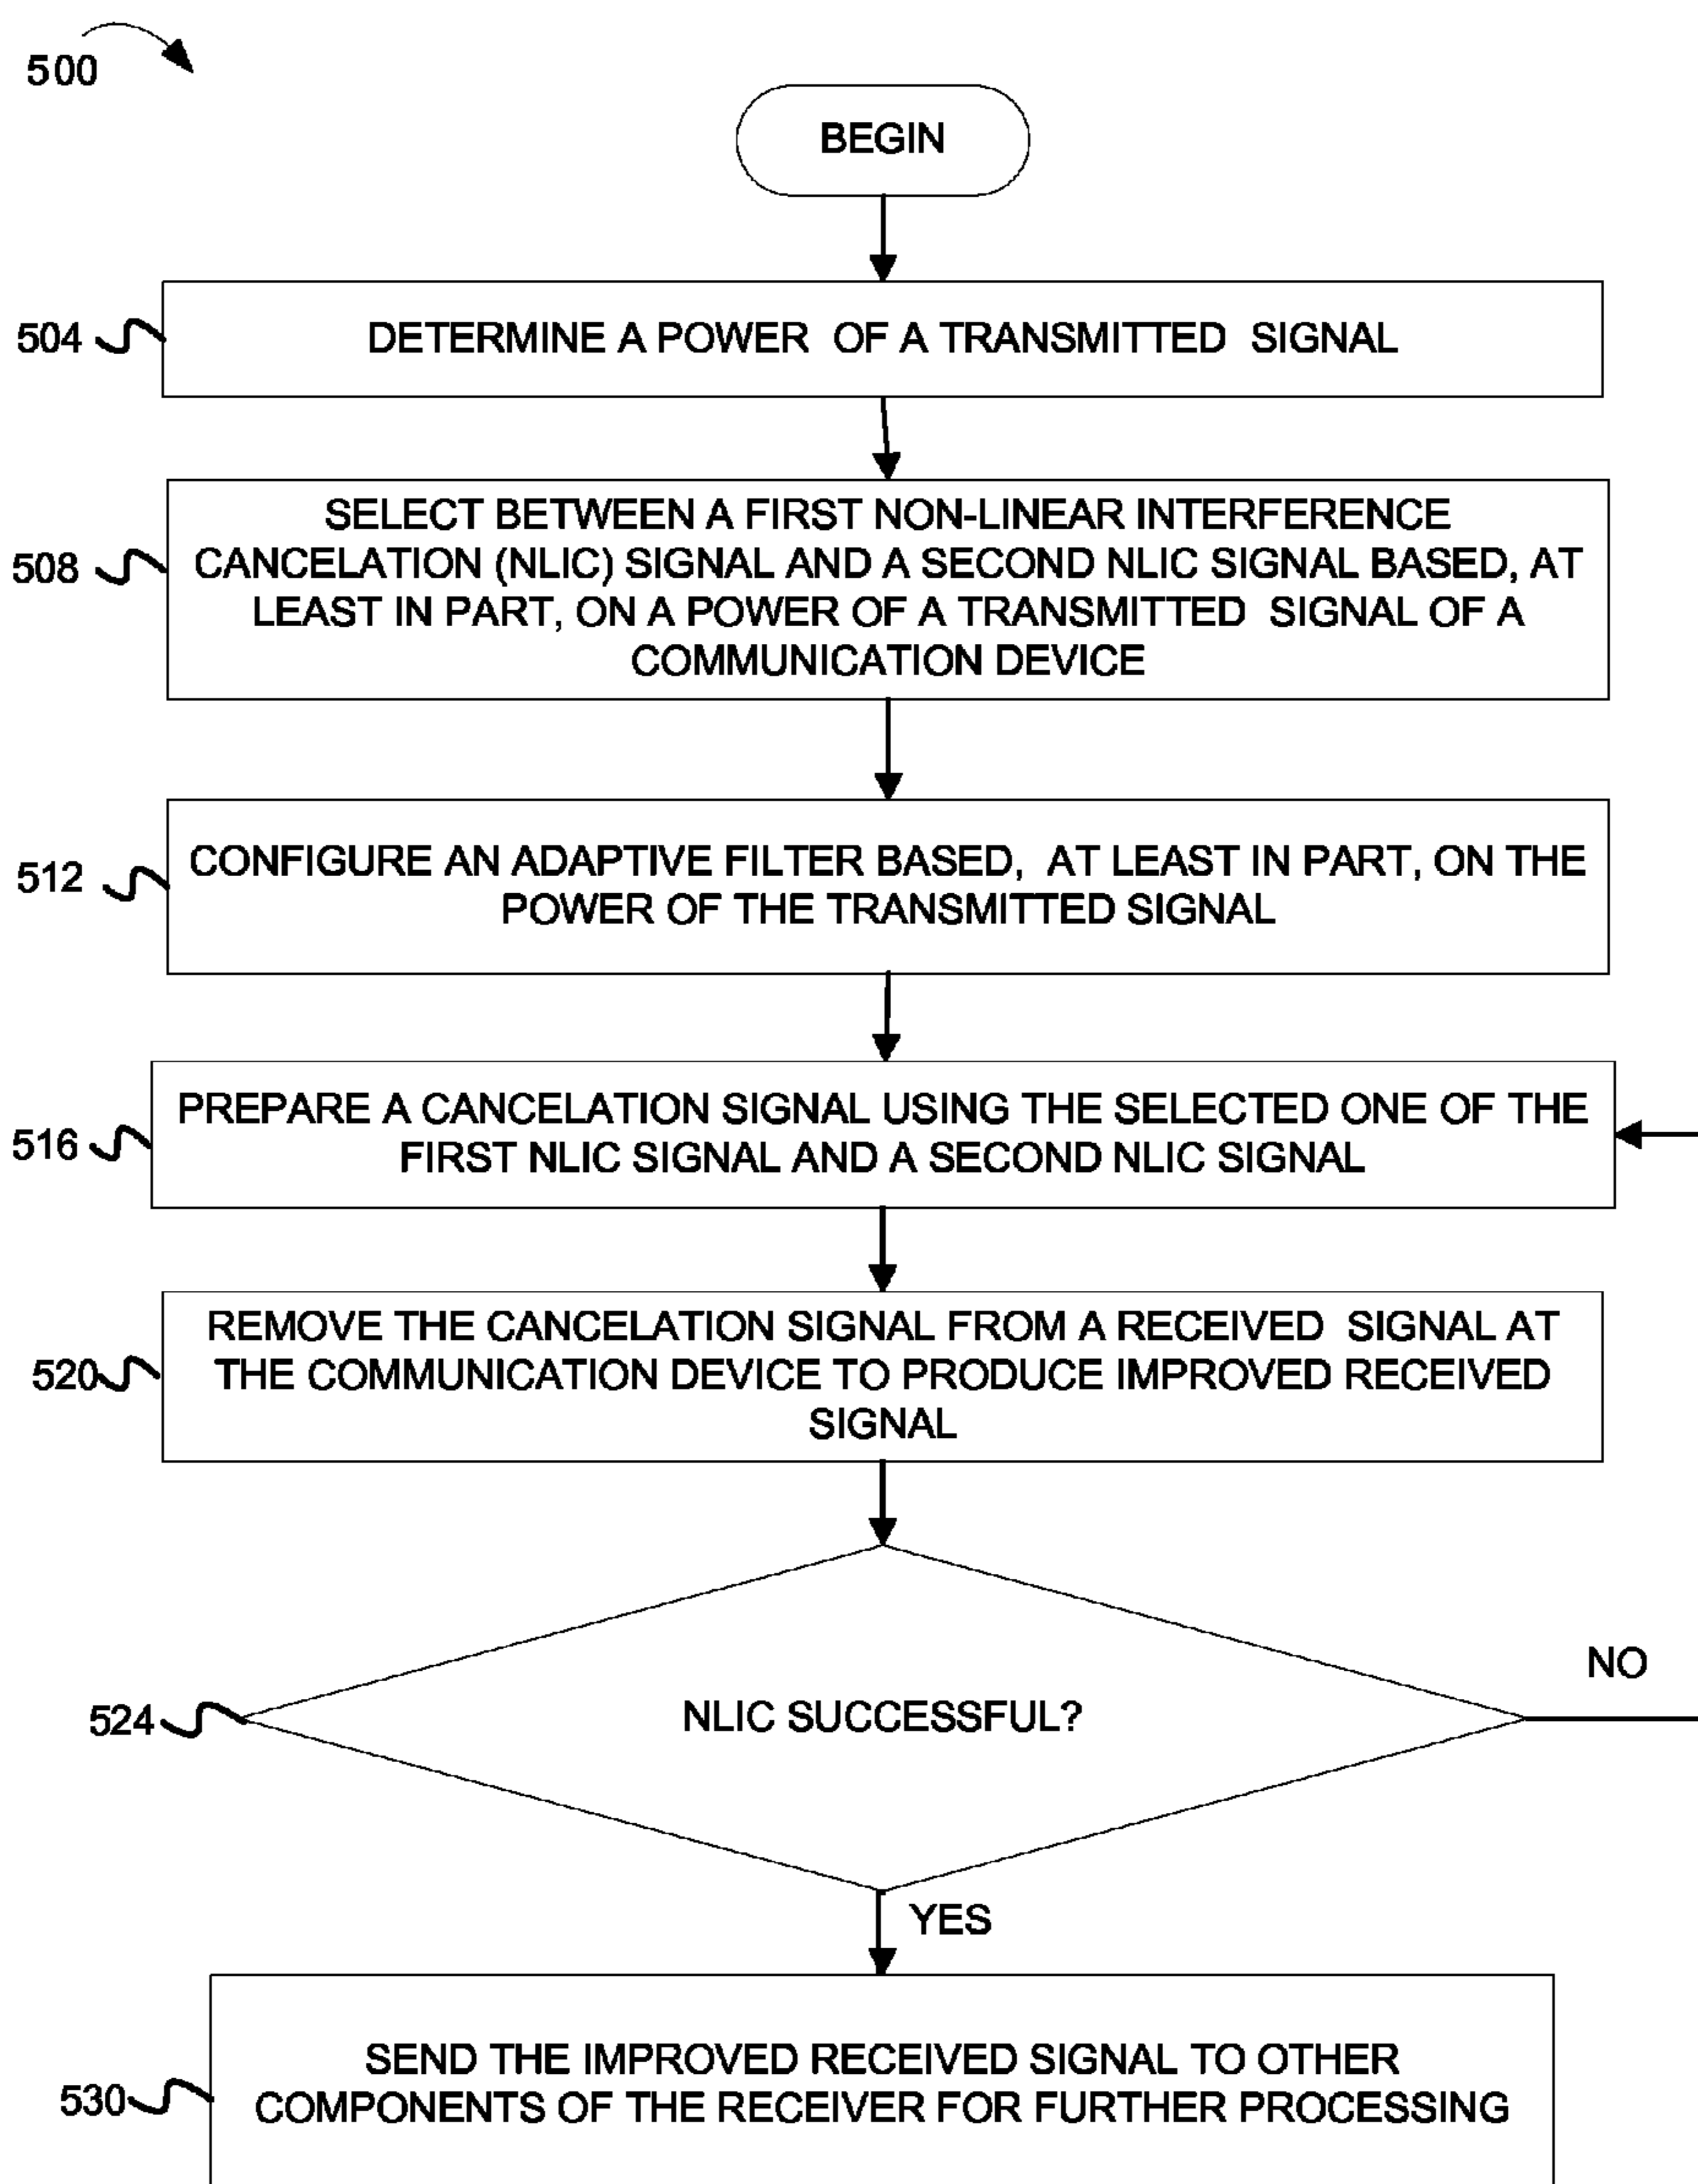 500
BEGIN
504
DETERMINE A POWER OF A TRANSMITTED SIGNAL
508
SELECT BETWEEN A FIRST NON-LINEAR INTERFERENCE
CANCELATION (NLIC) SIGNAL AND A SECOND NLIC SIGNAL BASED, AT
LEAST IN PART, ON A POWER OF A TRANSMITTED SIGNAL OF A
COMMUNICATION DEVICE
512
CONFIGURE AN ADAPTIVE FILTER BASED, AT LEAST IN PART, ON THE
POWER OF THE TRANSMITTED SIGNAL
516
PREPARE A CANCELATION SIGNAL USING THE SELECTED ONE OF THE
FIRST NLIC SIGNAL AND A SECOND NLIC SIGNAL
520
REMOVE THE CANCELATION SIGNAL FROM A RECEIVED SIGNAL AT
THE COMMUNICATION DEVICE TO PRODUCE IMPROVED RECEIVED
SIGNAL
NO
524
NLIC SUCCESSFUL?
YES
530
SEND THE IMPROVED RECEIVED SIGNAL TO OTHER
COMPONENTS OF THE RECEIVER FOR FURTHER PROCESSING